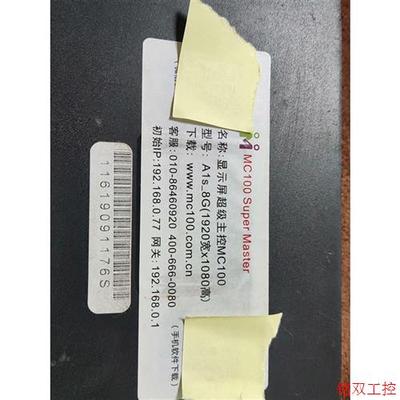 MC100 Super Master
名称：显示屏超级主控MC100
型号：A1s_8G(1920宽x1080高)
下载：www.mc100.com.cn
（手机软件下载）
客服：010-86460920 400-666-0080
初始IP:192.168.0.77 网关：192.168.0.1
11619091176S
双工控